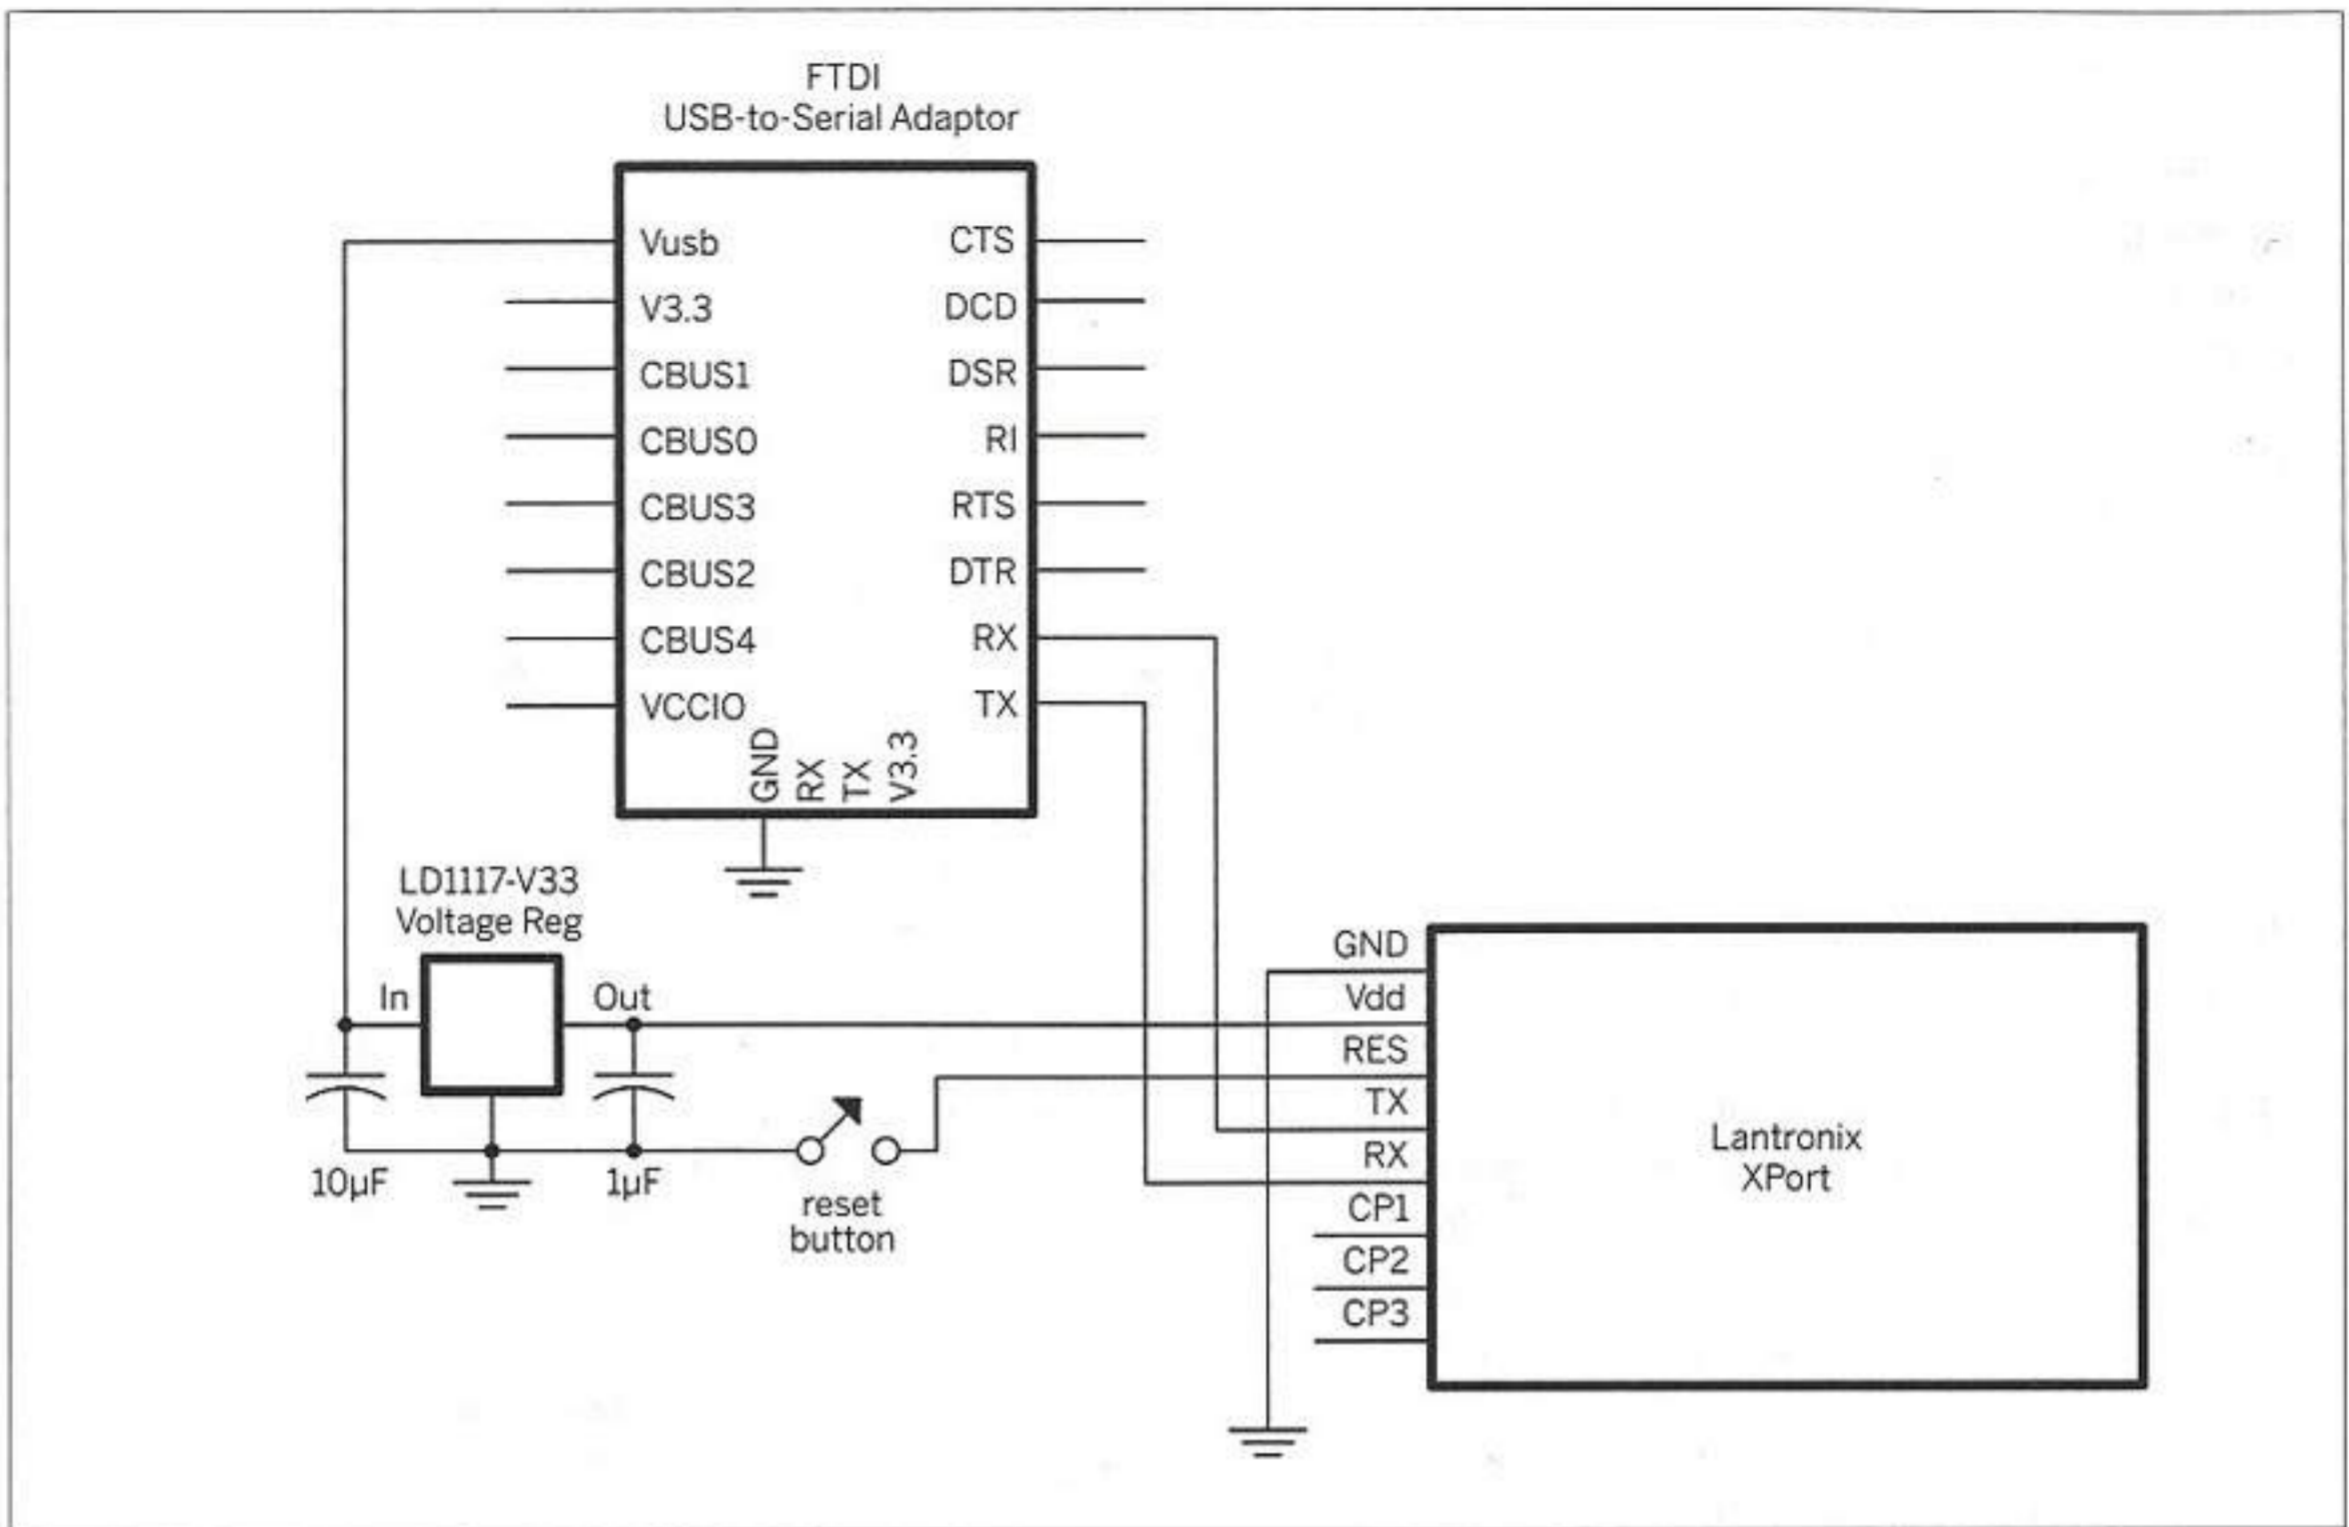 FTDI
USB-to-Serial Adaptor
Vusb
V3.3
CBUS1
CBUS0
CBUS3
CBUS2
CBUS4
VCCIO
CTS
DCD
DSR
RI
RTS
DTR
RX
TX
GND
RX
TX
V3.3
LD1117-V33
Voltage Reg
In
Out
10µF
1µF
reset
button
GND
Vdd
RES
TX
RX
CP1
CP2
CP3
Lantronix
XPort